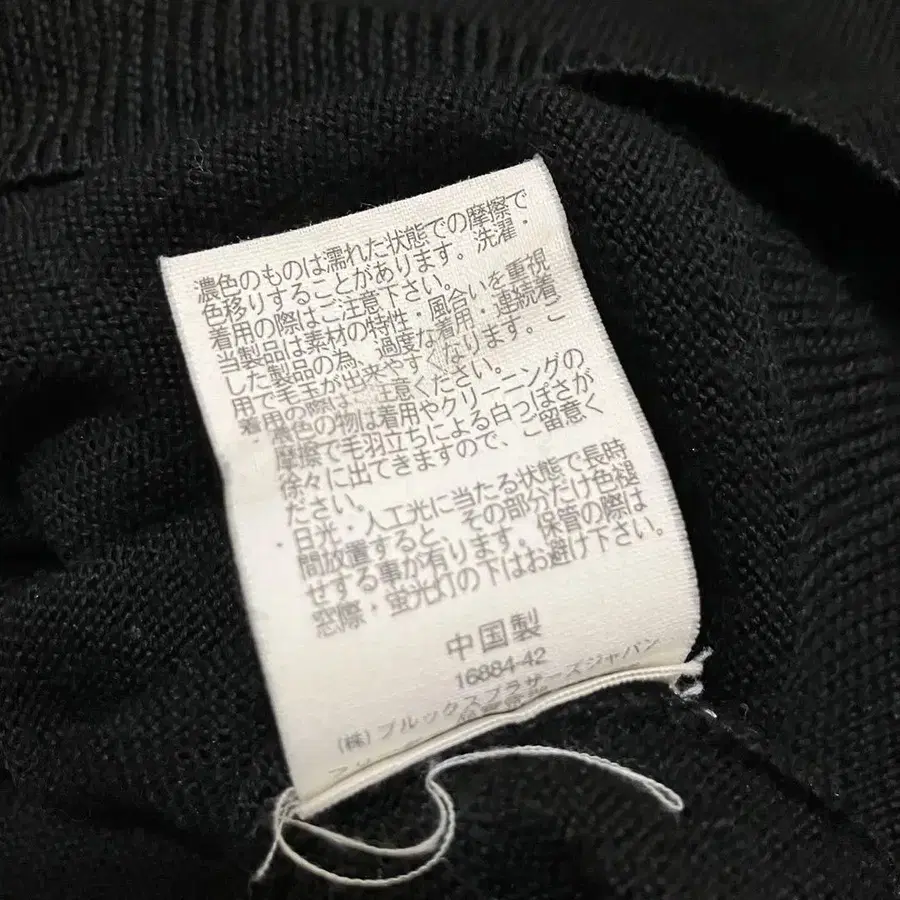 濃色のものは濡れた状態での摩擦で
色移りすることがあります。洗濯・
着用の際はご注意下さい。
当製品は素材の特性・風合いを重視
した製品の為、過度な着用・連続着
用で毛玉が出来やすくなります。ご
着用の際は注意ください。
濃色の物は着用やクリーニングの
摩擦で毛羽立ちによる白っぽさが
徐々に出てきますので、ご留意く
ださい。
・日光・人工光に当たる状態で長時
間放置すると、その部分だけ色褪
せする事が有ります。保管の際は
窓際・蛍光灯の下はお避け下さい。
中国製
16884-42
(株)ブルックスブラザーズジャパン